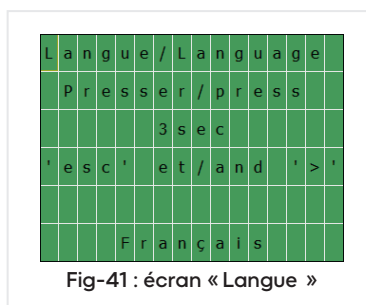 Langue/Language
Presser/press
3sec
'esc' et/and '>'
Français
Fig-41 : écran « Langue »